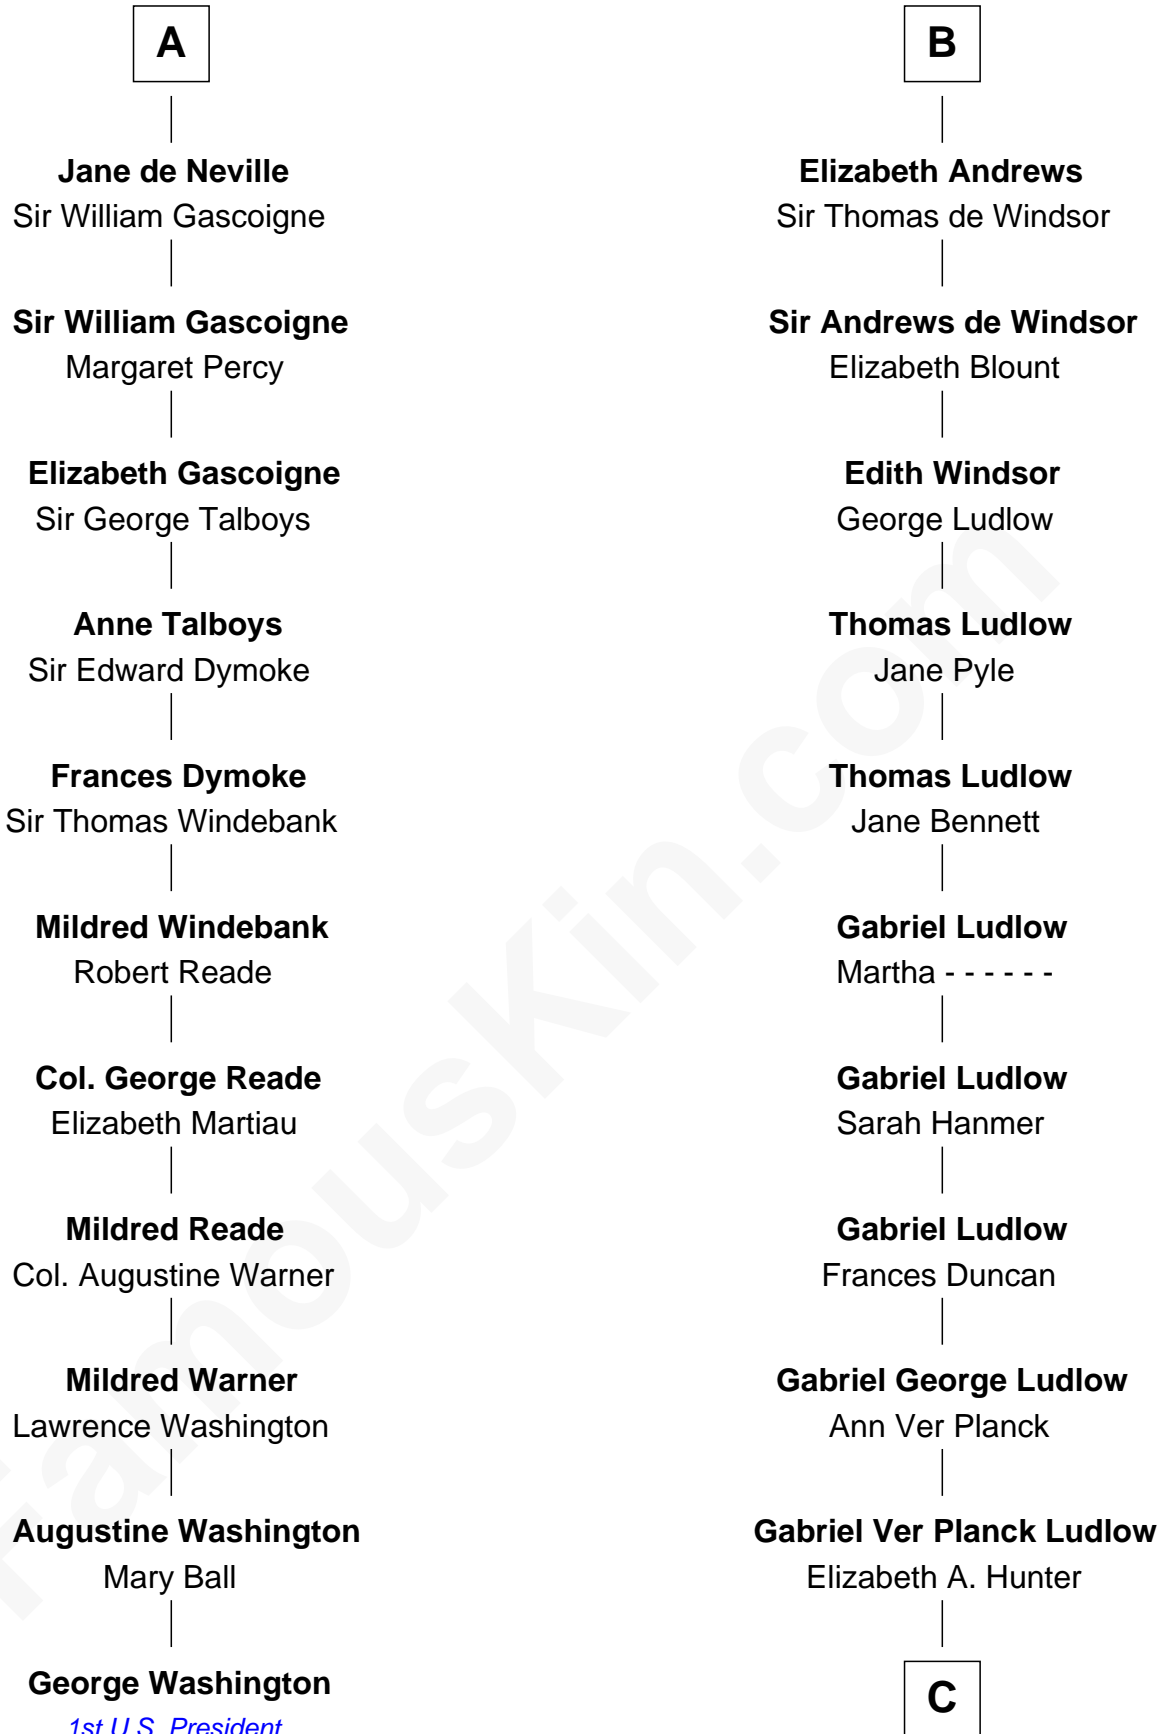 A
Jane de Neville
Sir William Gascoigne
Sir William Gascoigne
Margaret Percy
Elizabeth Gascoigne
Sir George Talboys
Anne Talboys
Sir Edward Dymoke
Frances Dymoke
Sir Thomas Windebank
Mildred Windebank
Robert Reade
Col. George Reade
Elizabeth Martiau
Mildred Reade
Col. Augustine Warner
Mildred Warner
Lawrence Washington
Augustine Washington
Mary Ball
George Washington
1st U.S. President
B
Elizabeth Andrews
Sir Thomas de Windsor
Sir Andrews de Windsor
Elizabeth Blount
Edith Windsor
George Ludlow
Thomas Ludlow
Jane Pyle
Thomas Ludlow
Jane Bennett
Gabriel Ludlow
Martha - - - - - -
Gabriel Ludlow
Sarah Hanmer
Gabriel Ludlow
Frances Duncan
Gabriel George Ludlow
Ann Ver Planck
Gabriel Ver Planck Ludlow
Elizabeth A. Hunter
C
FamousKin.com